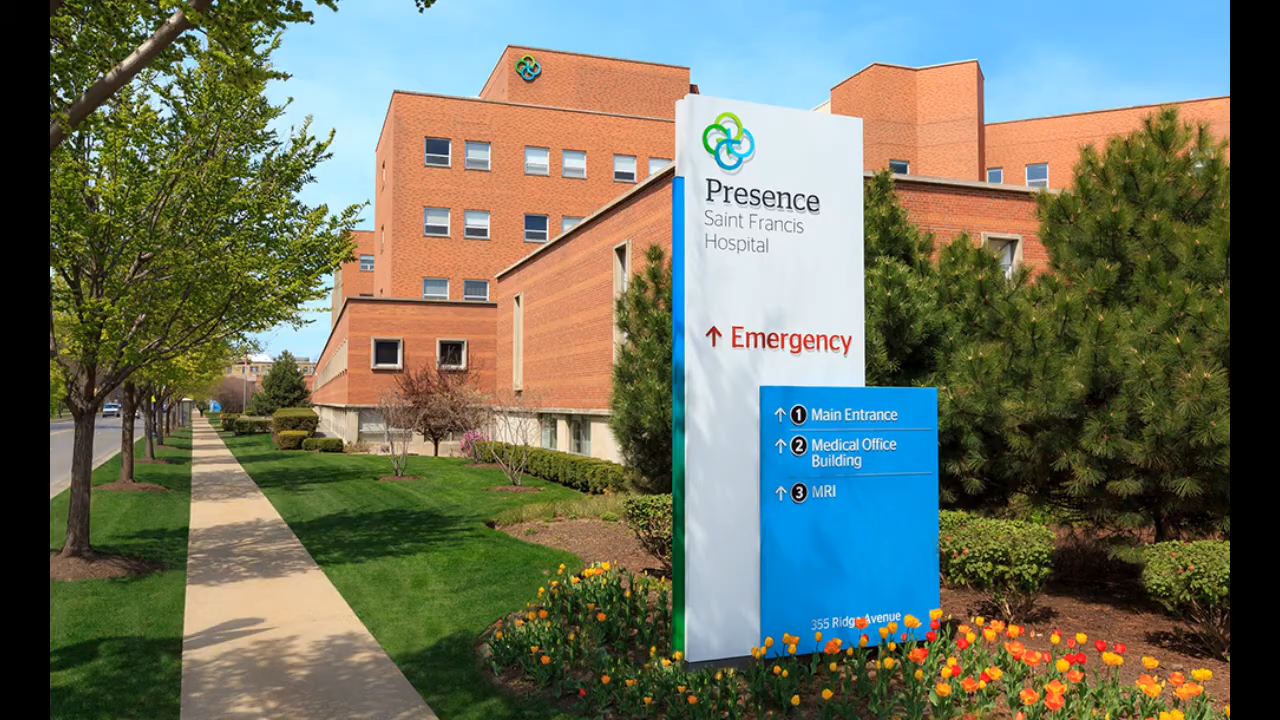 Presence
Saint Francis
Hospital
↑ Emergency
↑ 1 Main Entrance
↑ 2 Medical Office
Building
↑ 3 MRI
355 Ridge Avenue